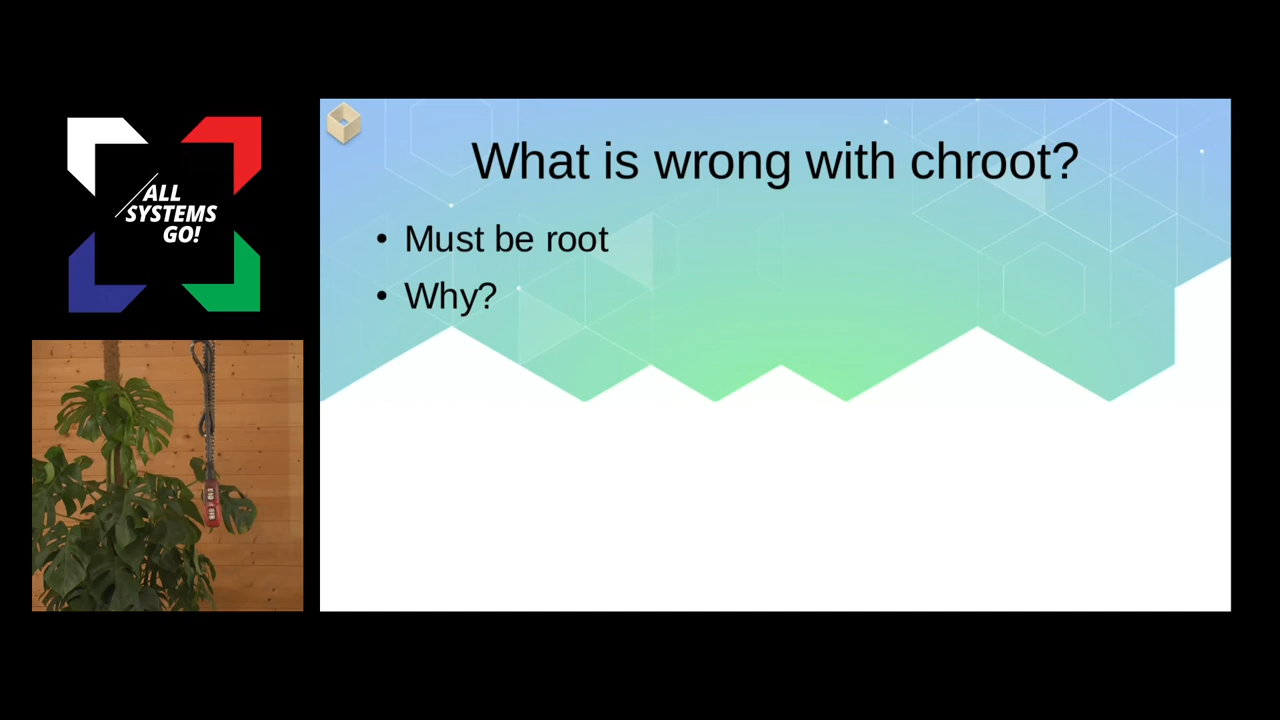 ALL
SYSTEMS
GO!
What is wrong with chroot?
• Must be root
• Why?